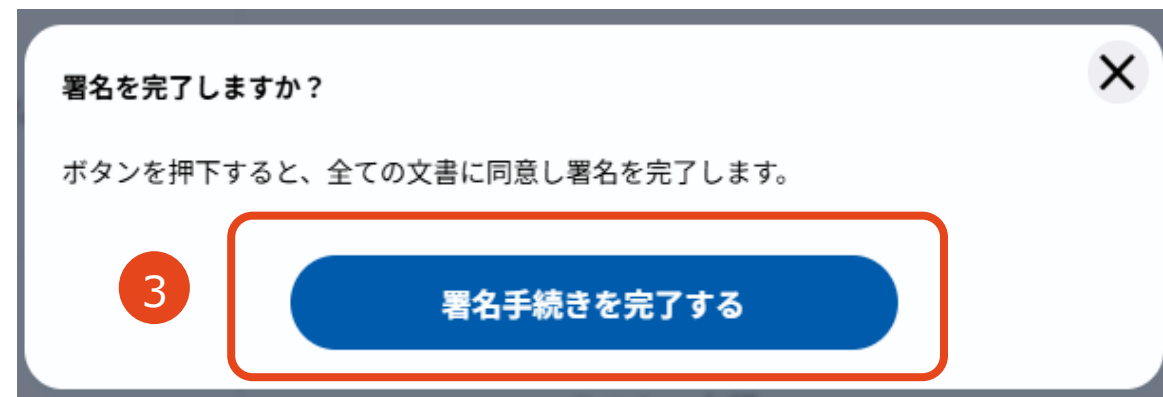 署名を完了しますか？
ボタンを押下すると、全ての文書に同意し署名を完了します。
3
署名手続きを完了する